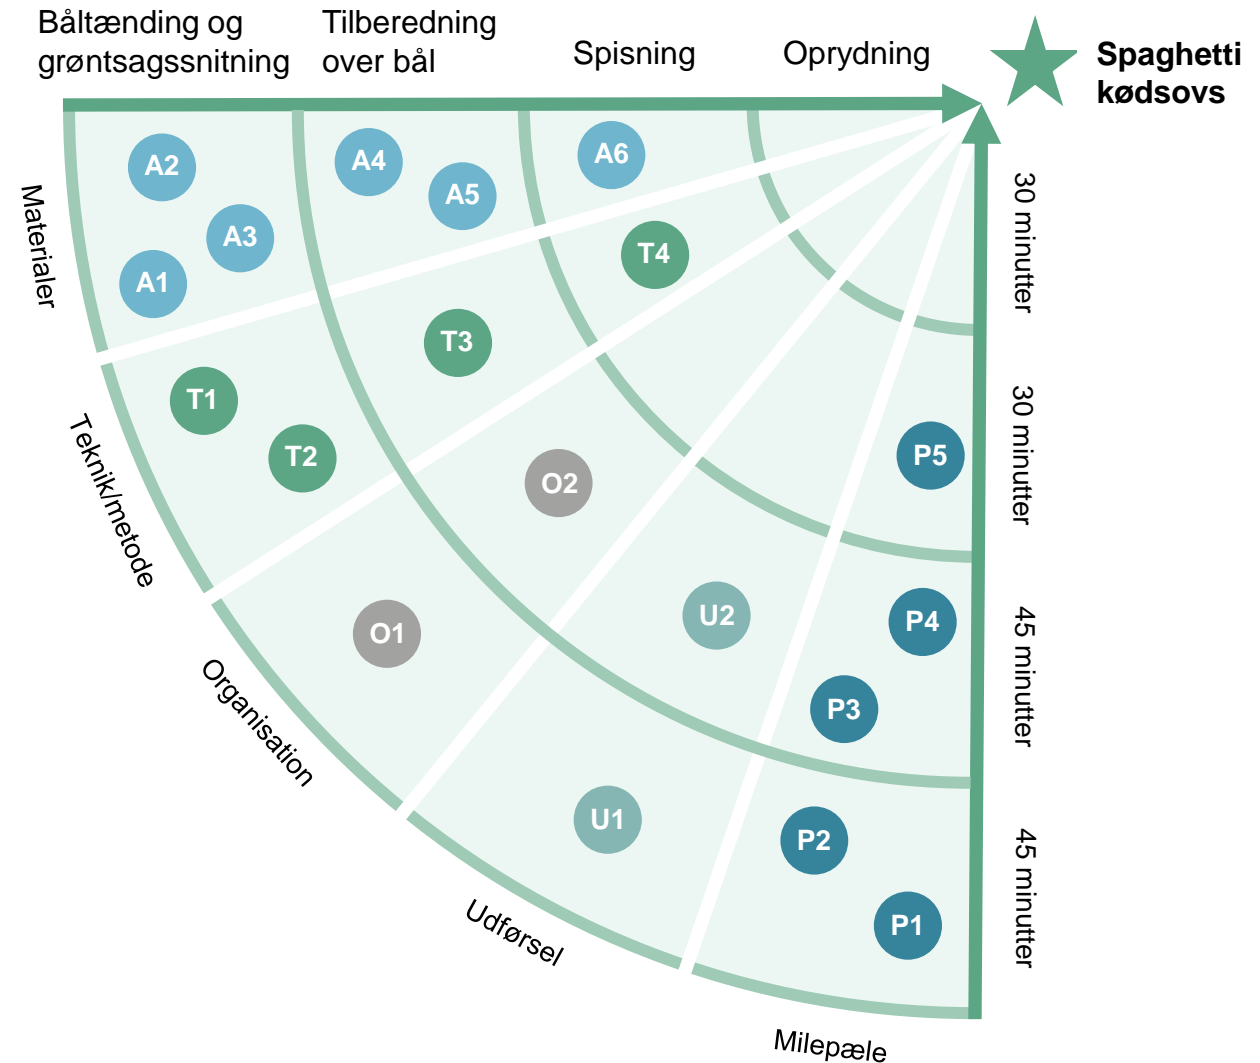 Båltænding og
grøntsagssnitning
Tilberedning
over bål
Spisning
Oprydning
Spaghetti
kødsovs
A2
A4
A6
A5
A3
A1
T4
T3
T1
T2
O2
O1
U2
U1
P5
P4
P3
P2
P1
Materialer
Teknik/metode
Organisation
Udførsel
Milepæle
30 minutter
30 minutter
45 minutter
45 minutter